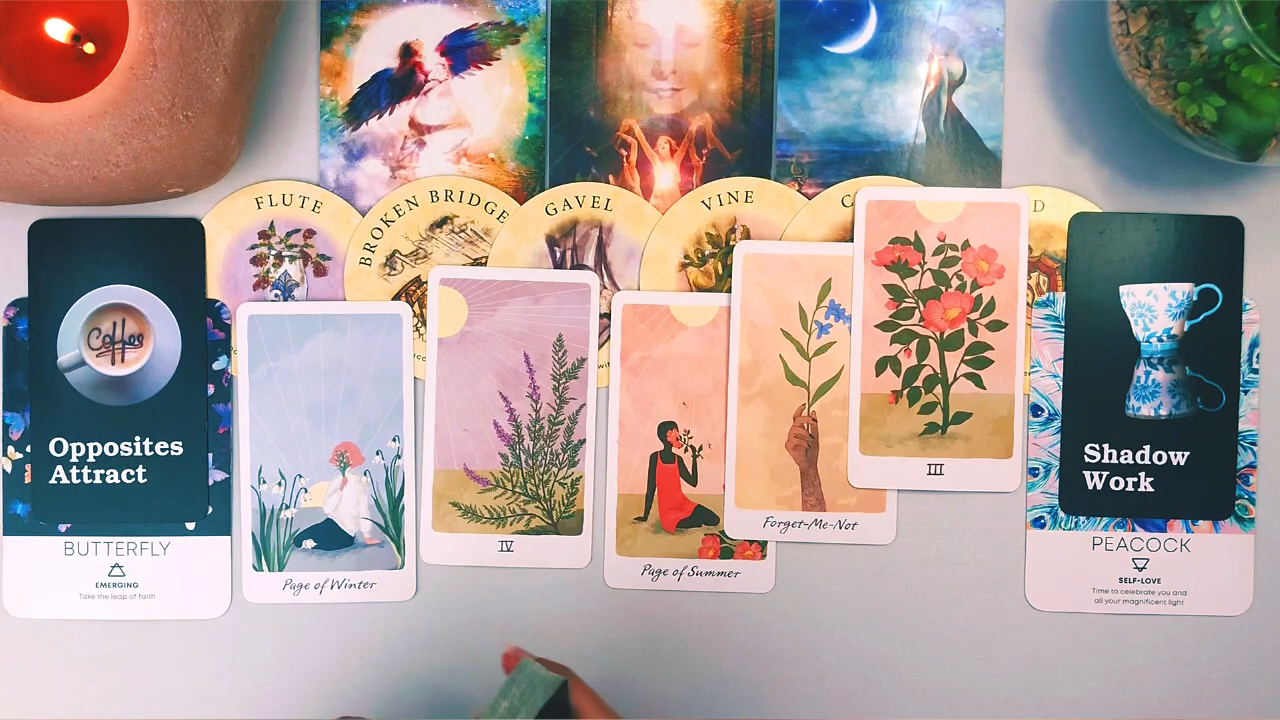 FLUTE
BROKEN BRIDGE
GAVEL
VINE
Coffee
Opposites
Attract
BUTTERFLY
EMERGING
Take the leap of faith
Page of Winter
IV
Page of Summer
Forget-Me-Not
III
Shadow
Work
PEACOCK
SELF-LOVE
Time to celebrate you and
all your magnificent light